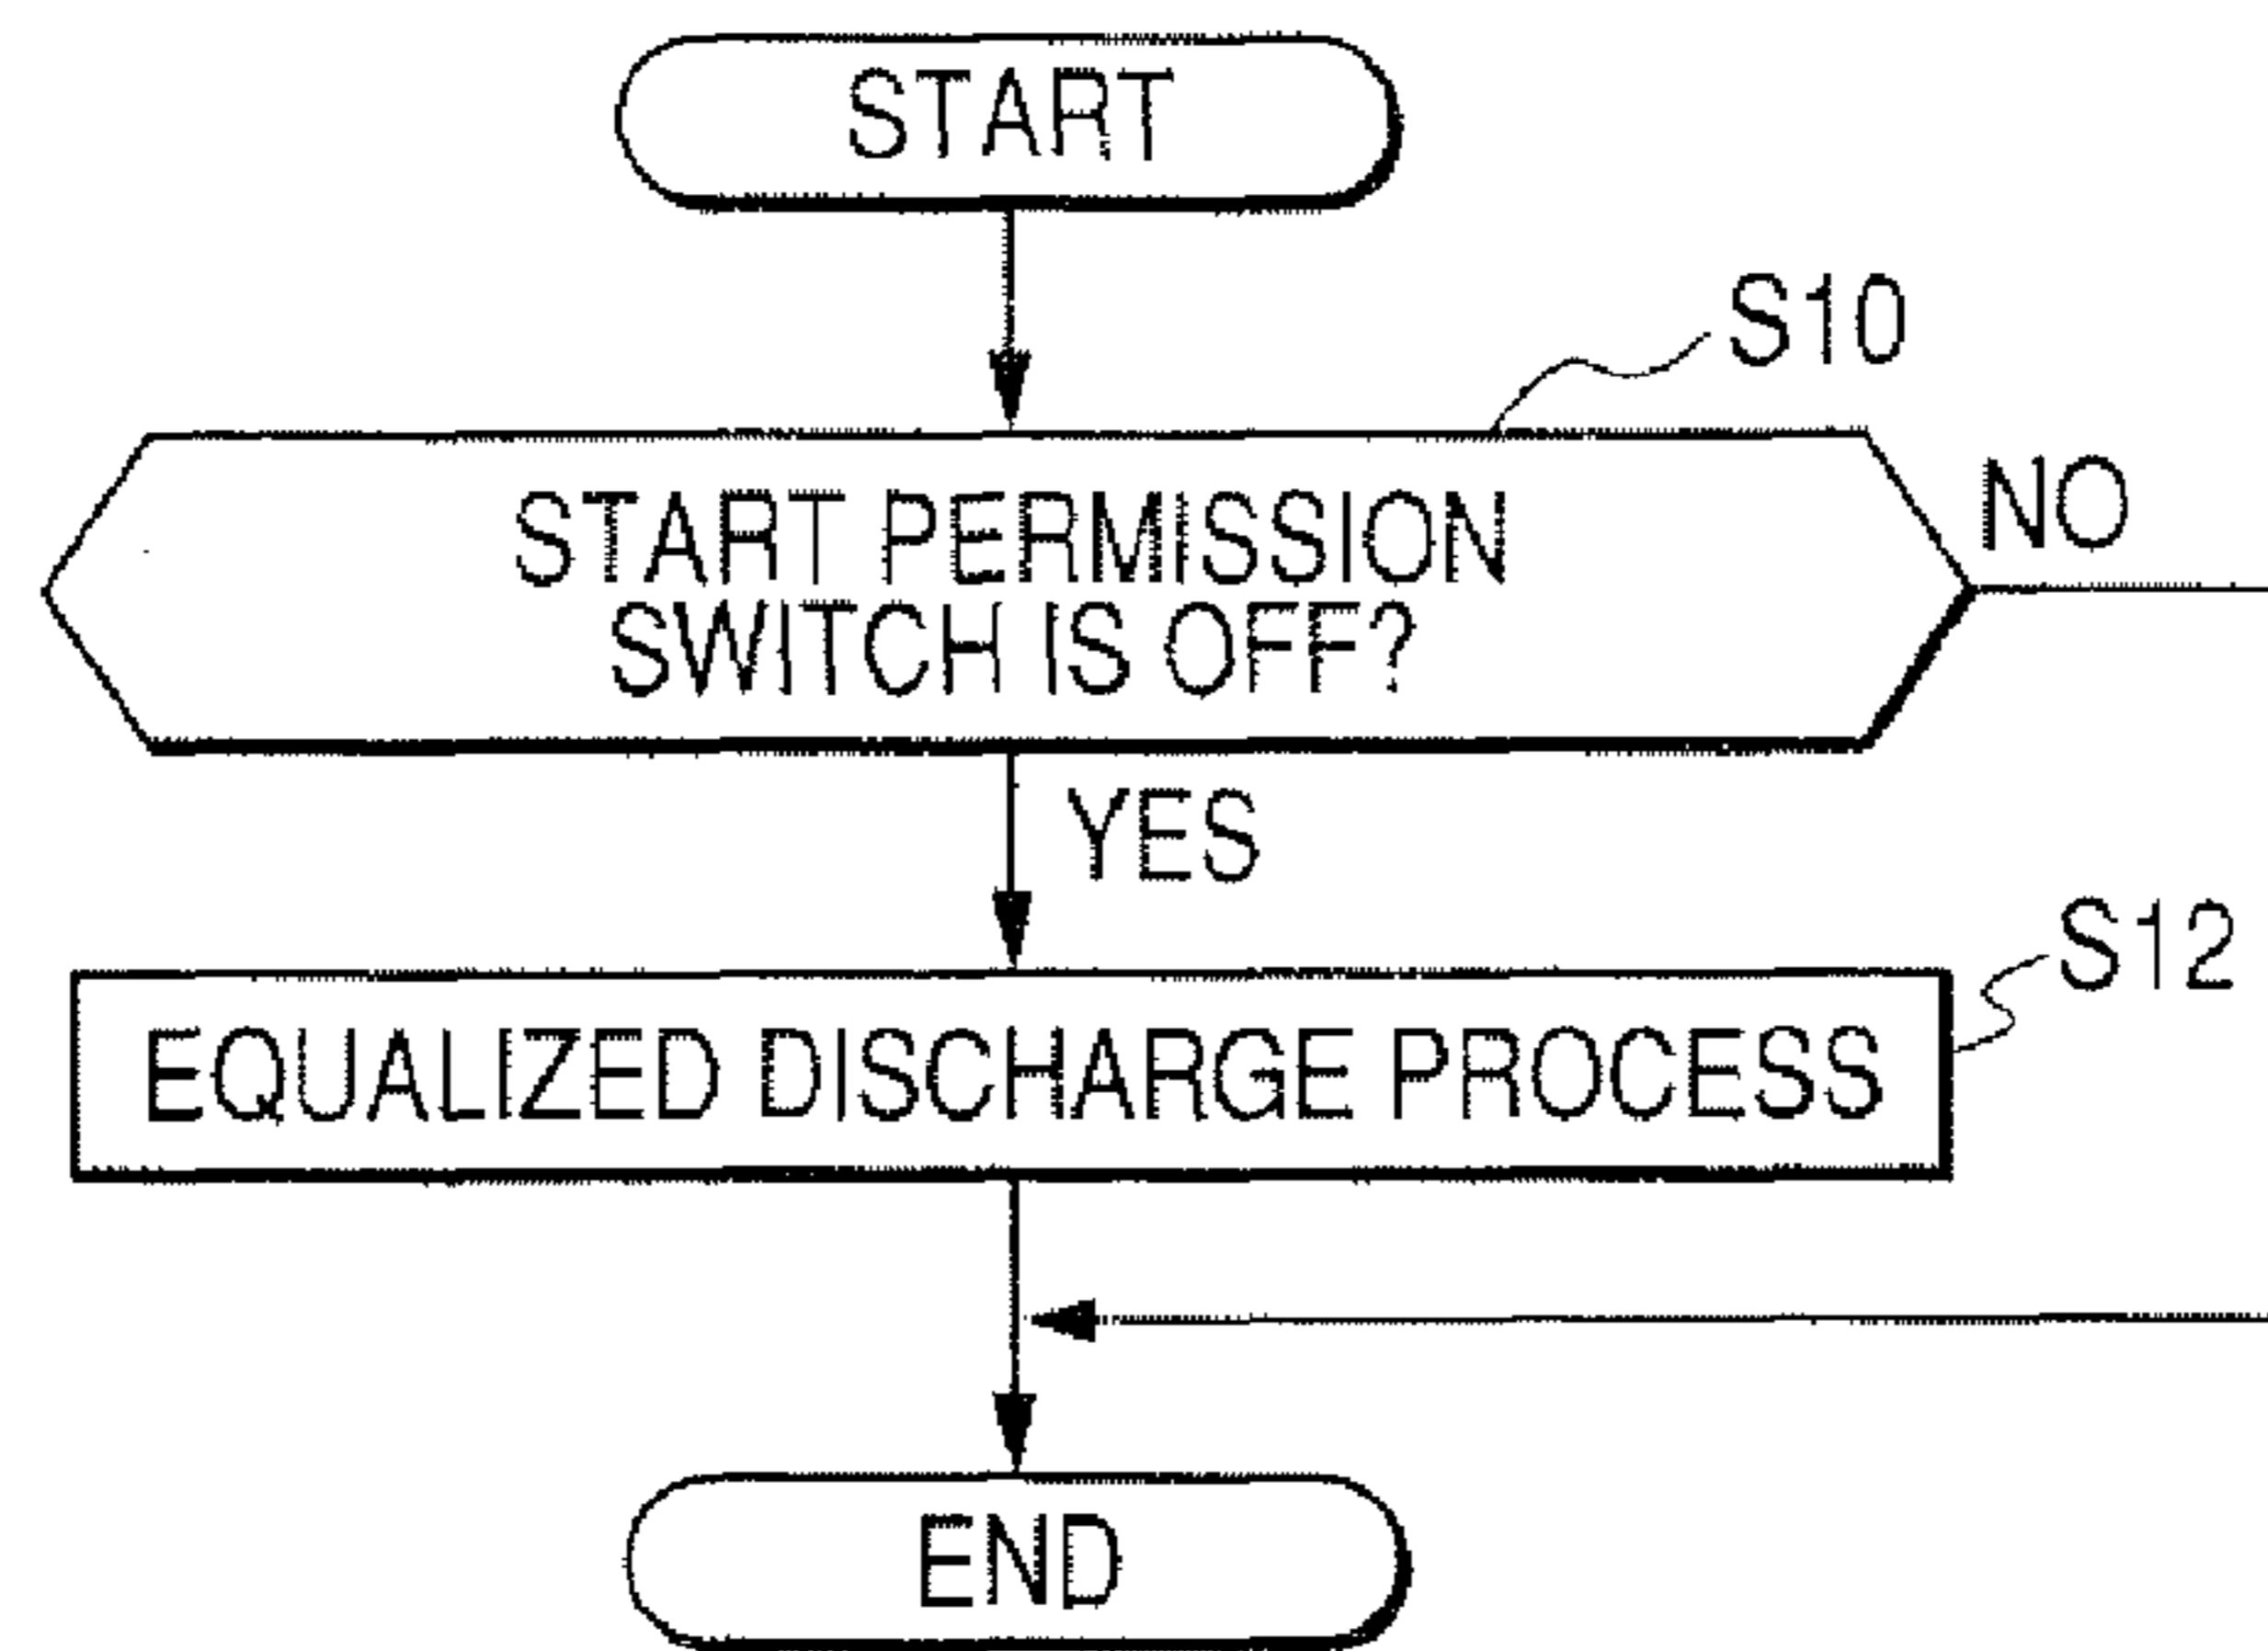 START
S10
START PERMISSION
SWITCH IS OFF?
NO
YES
S12
EQUALIZED DISCHARGE PROCESS
END